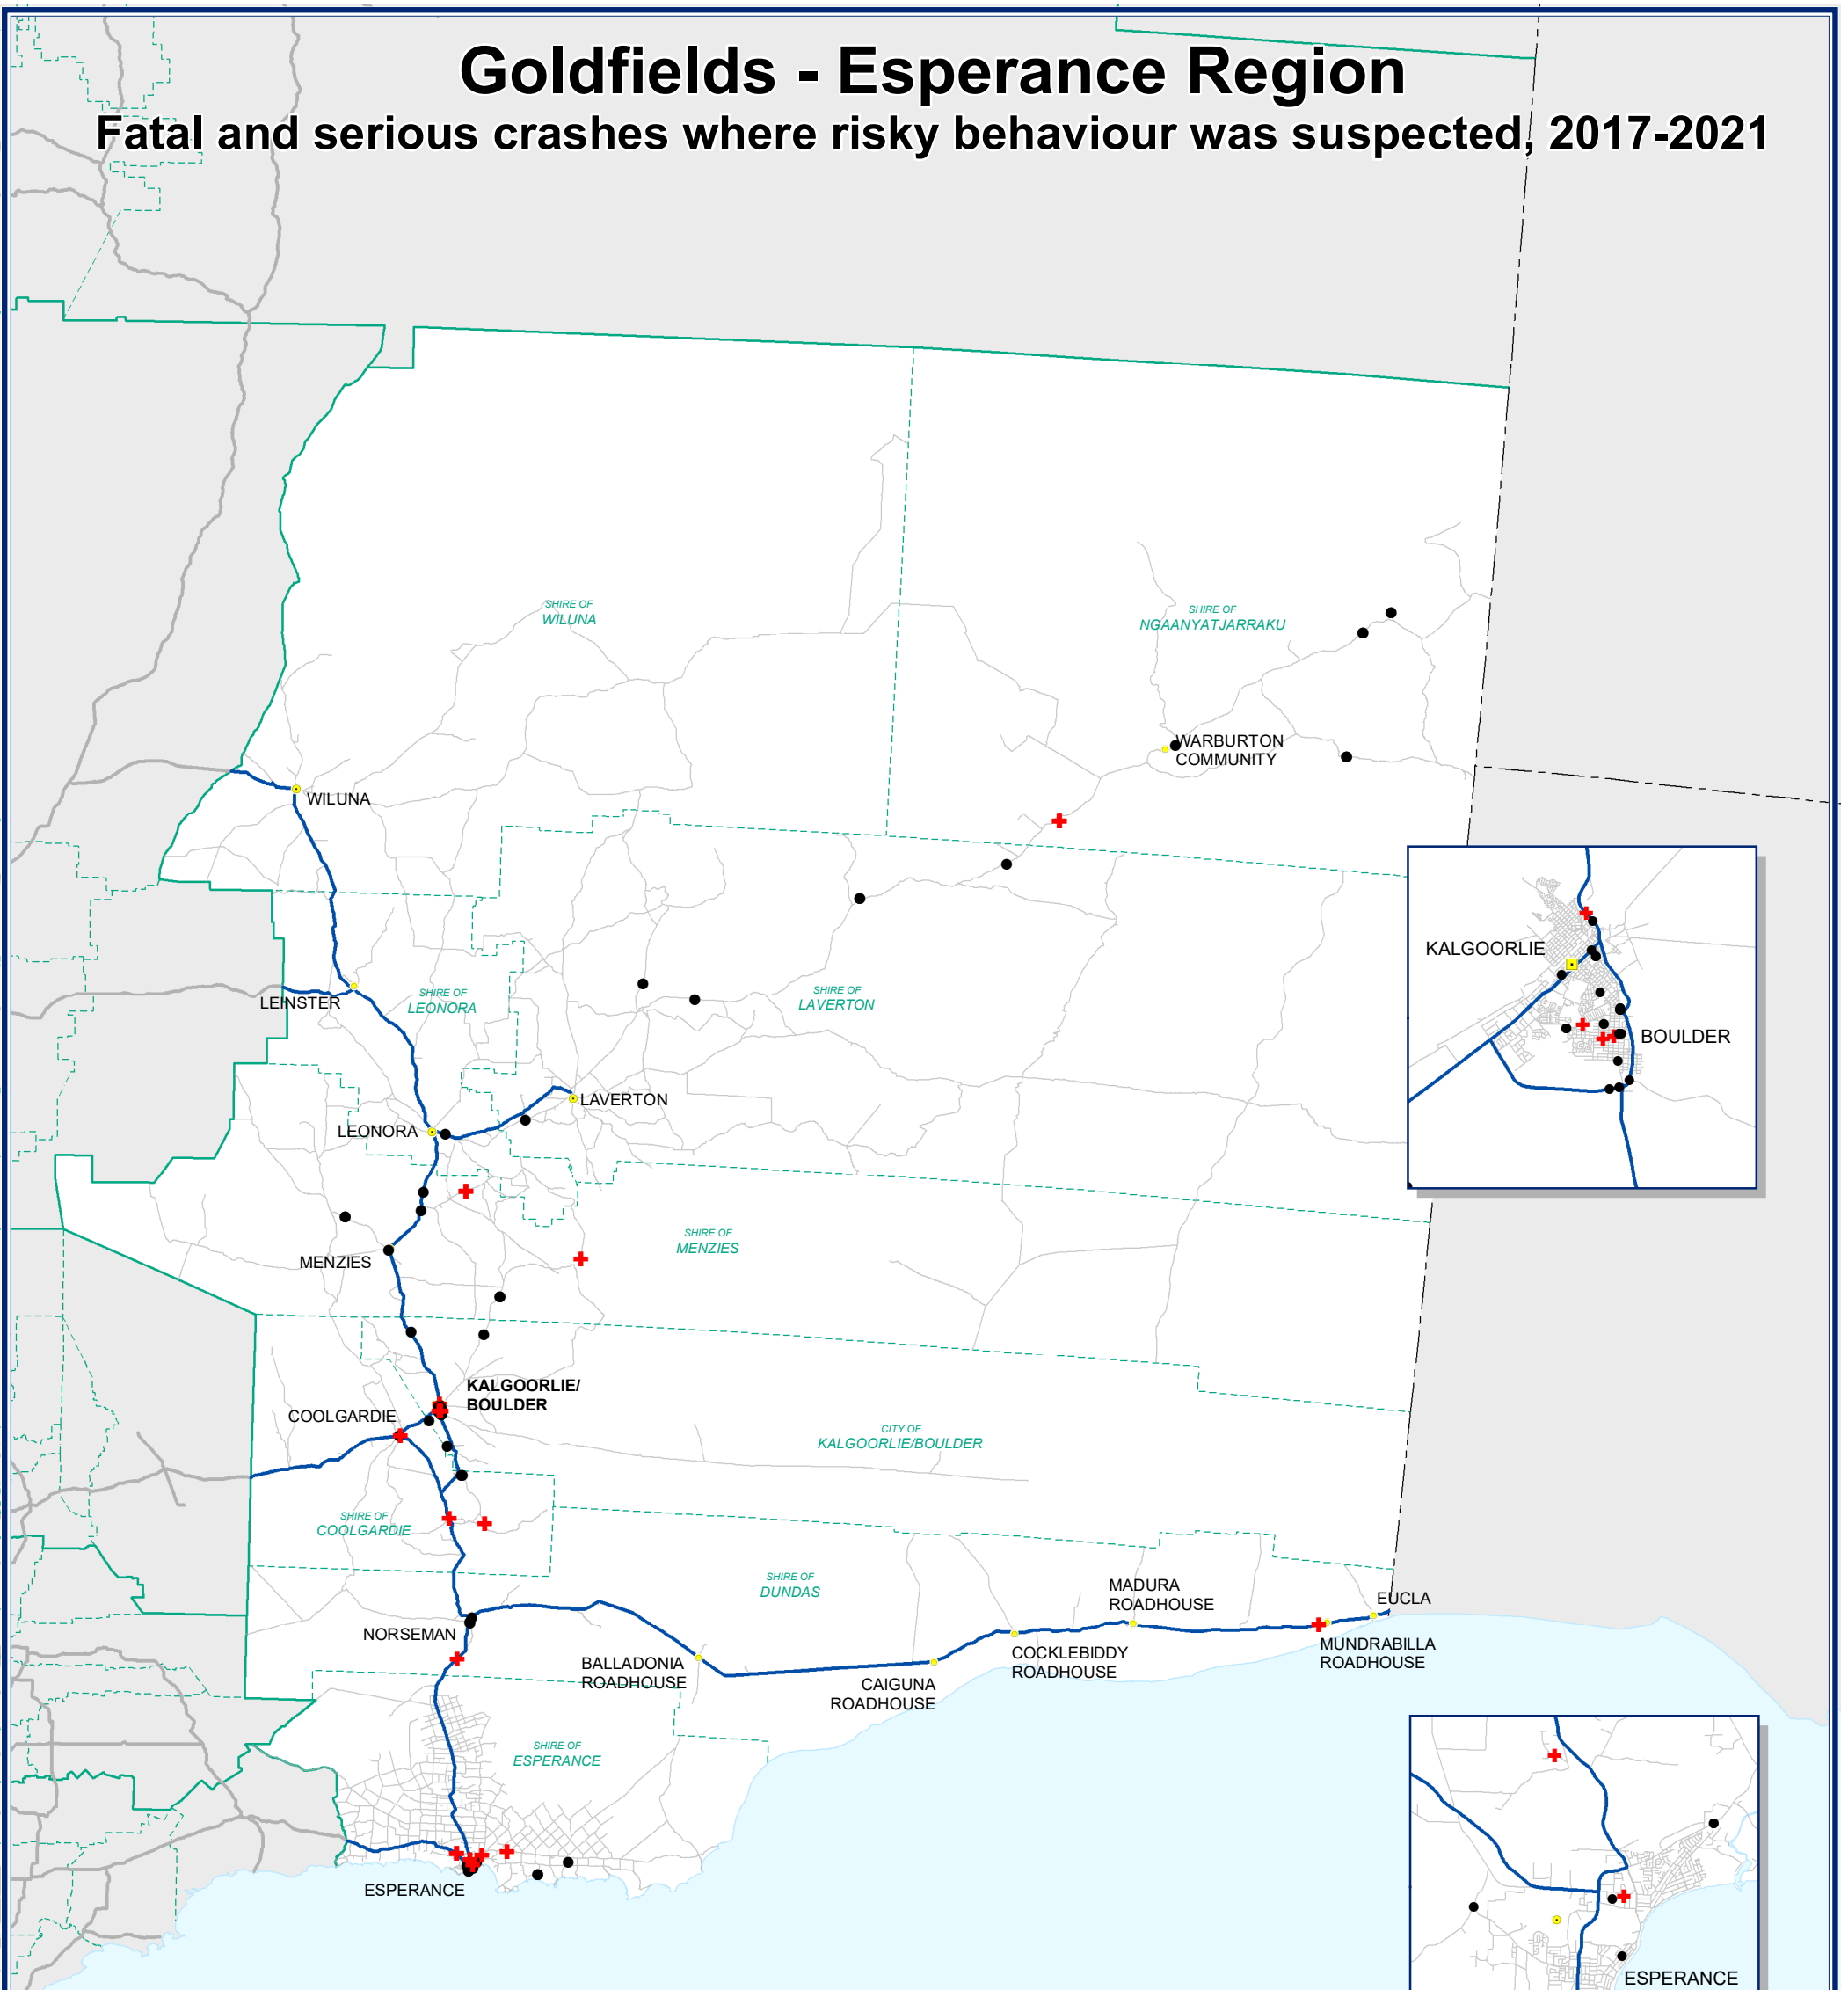 Goldfields - Esperance Region
Fatal and serious crashes where risky behaviour was suspected, 2017-2021
SHIRE OF
WILUNA
SHIRE OF
NGAANYATJARRAKU
WARBURTON
COMMUNITY
WILUNA
KALGOORLIE
BOULDER
LEINSTER
SHIRE OF
LEONORA
SHIRE OF
LAVERTON
LAVERTON
LEONORA
SHIRE OF
MENZIES
MENZIES
KALGOORLIE/
BOULDER
COOLGARDIE
CITY OF
KALGOORLIE/BOULDER
SHIRE OF
COOLGARDIE
SHIRE OF
DUNDAS
MADURA
ROADHOUSE
EUCLA
NORSEMAN
BALLADONIA
ROADHOUSE
COCKLEBIDDY
ROADHOUSE
MUNDRABILLA
ROADHOUSE
CAIGUNA
ROADHOUSE
SHIRE OF
ESPERANCE
ESPERANCE
ESPERANCE